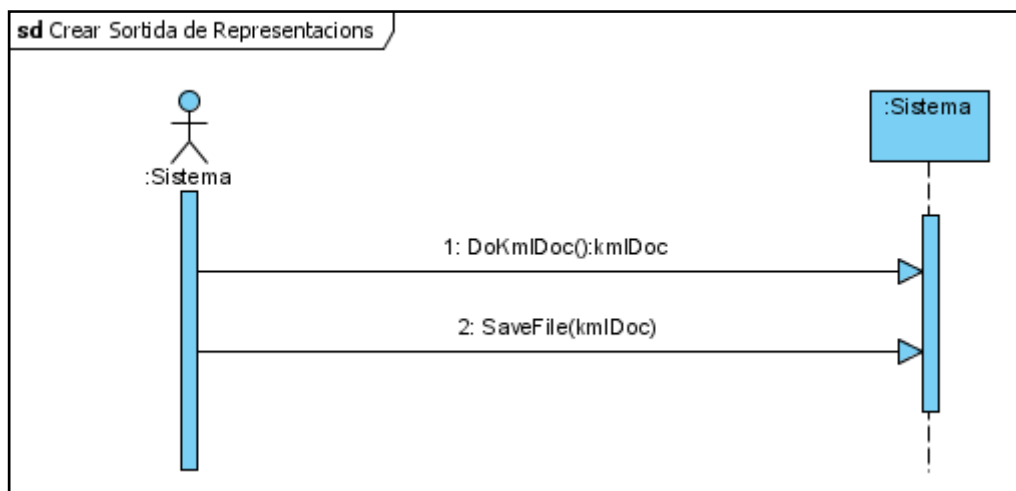 sd Crear Sortida de Representacions
:Sistema
:Sistema
1: DoKmlDoc():kmlDoc
2: SaveFile(kmlDoc)